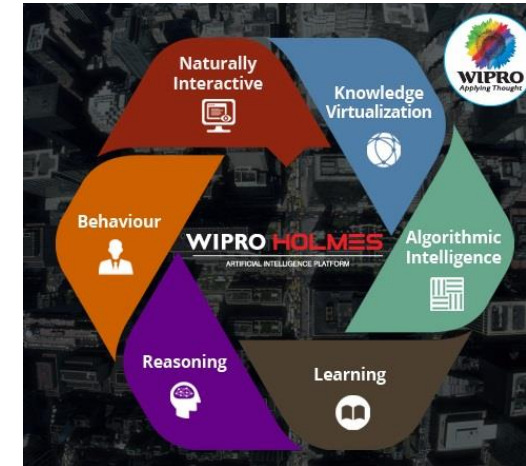 WIPRO
Applying Thought
Naturally
Interactive
Knowledge
Virtualization
Algorithmic
Intelligence
Learning
Reasoning
Behaviour
WIPRO HOLMES
ARTIFICIAL INTELLIGENCE PLATFORM